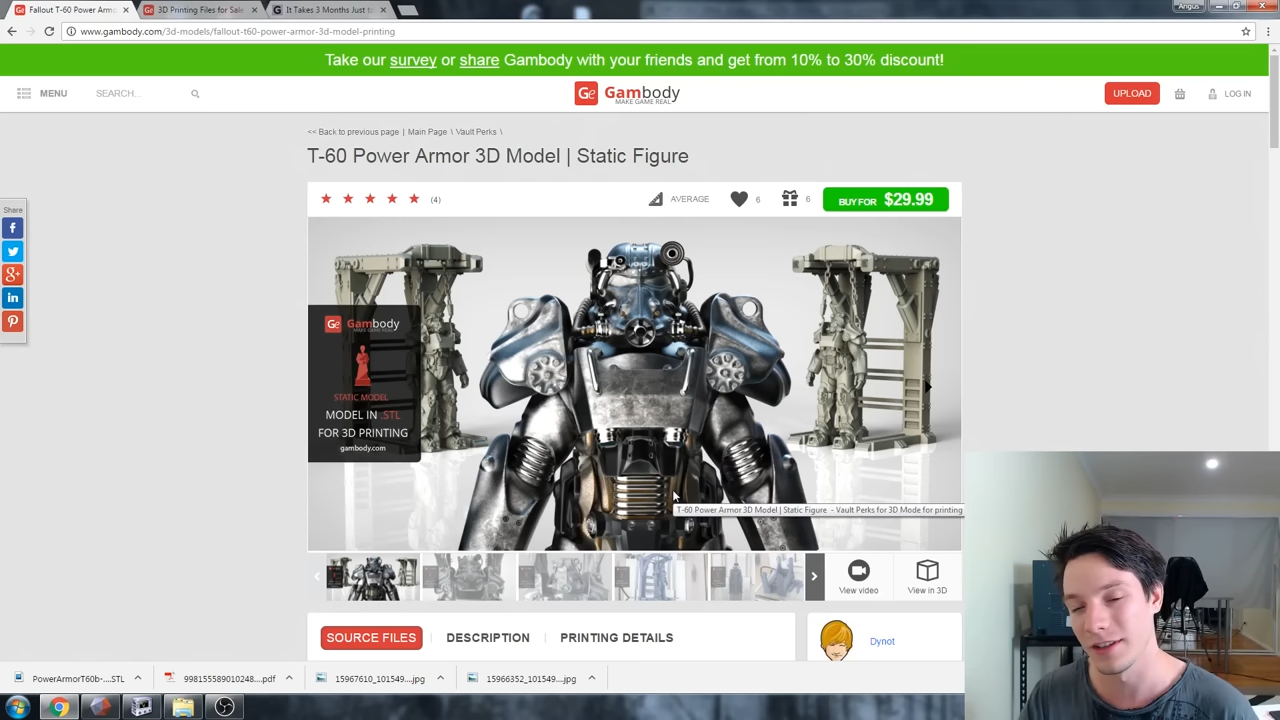 Fallout T-60 Power Armo
3D Printing Files for Sale
It Takes 3 Months Just t
Angus
www.gambody.com/3d-models/fallout-t60-power-armor-3d-model-printing
Take our survey or share Gambody with your friends and get from 10% to 30% discount!
MENU
SEARCH...
Ge Gambody
MAKE GAME REAL
UPLOAD
LOG IN
<< Back to previous page | Main Page \ Vault Perks \
T-60 Power Armor 3D Model | Static Figure
Share
(4)
AVERAGE
6
6
BUY FOR $29.99
Ge Gambody
MAKE GAME REAL
STATIC MODEL
MODEL IN .STL
FOR 3D PRINTING
gambody.com
T-60 Power Armor 3D Model | Static Figure - Vault Perks for 3D Mode for printing
View video
View in 3D
SOURCE FILES
DESCRIPTION
PRINTING DETAILS
Dynot
PowerArmorT60b-....STL
998155589010248....pdf
15967610_101549....jpg
15966352_101549....jpg